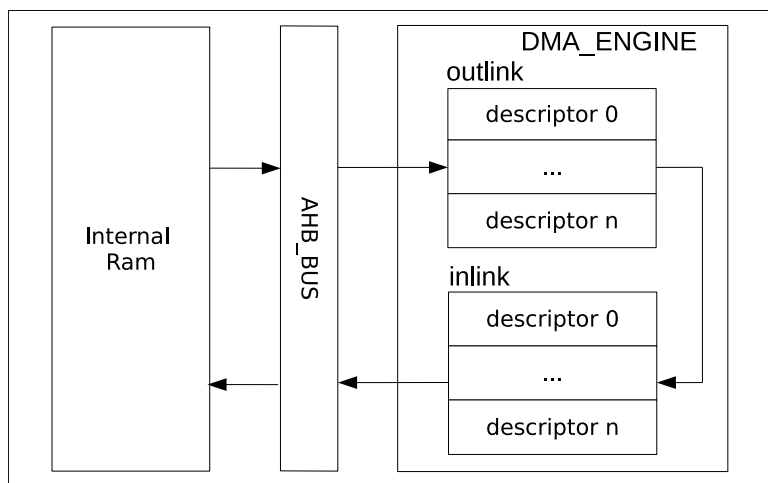 DMA_ENGINE
outlink
descriptor 0
...
descriptor n
Internal
Ram
AHB_BUS
inlink
descriptor 0
...
descriptor n